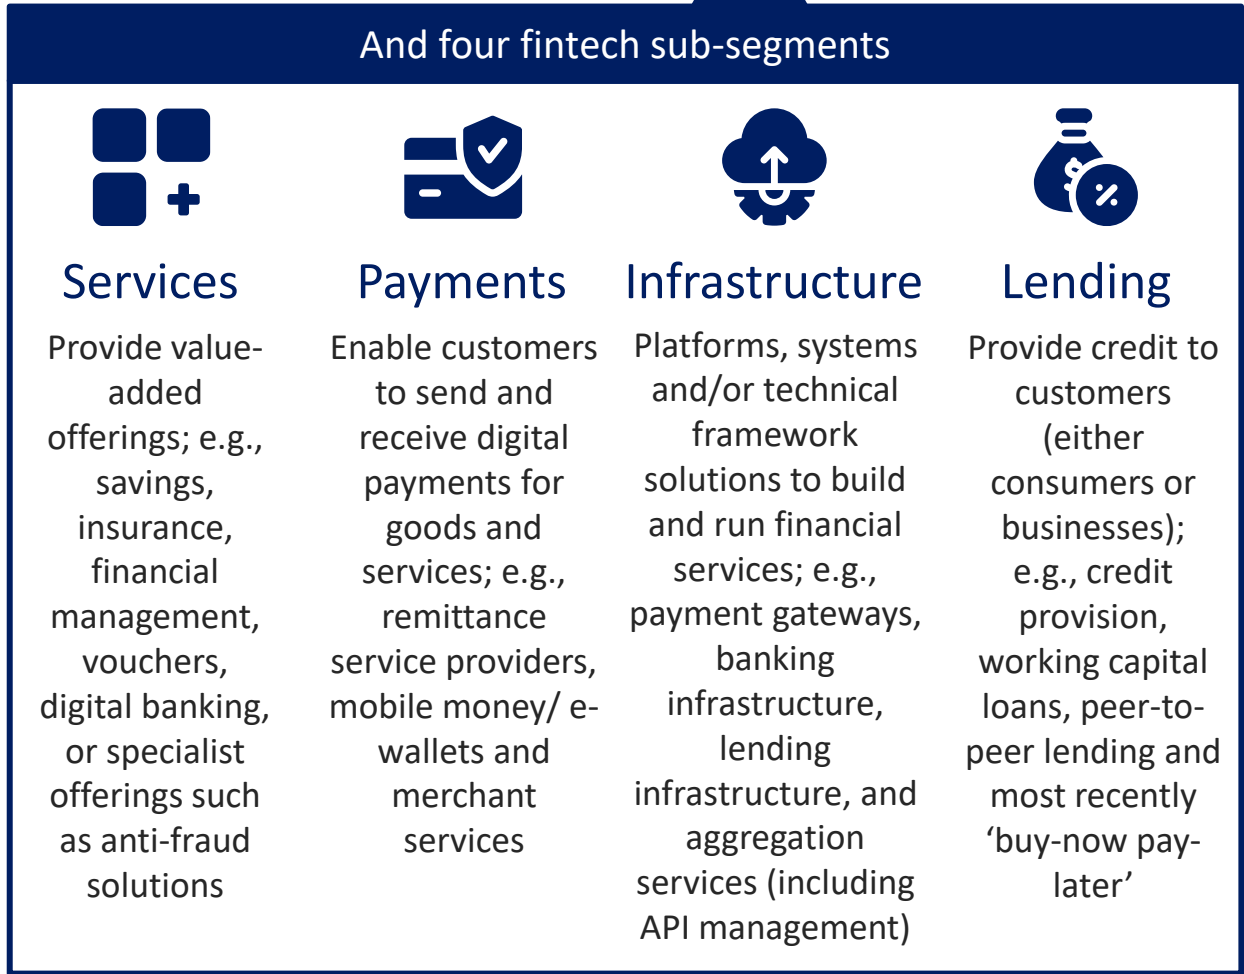 And four fintech sub-segments
Services
Provide value-
added
offerings; e.g.,
savings,
insurance,
financial
management,
vouchers,
digital banking,
or specialist
offerings such
as anti-fraud
solutions
Payments
Enable customers
to send and
receive digital
payments for
goods and
services; e.g.,
remittance
service providers,
mobile money/ e-
wallets and
merchant
services
Infrastructure
Platforms, systems
and/or technical
framework
solutions to build
and run financial
services; e.g.,
payment gateways,
banking
infrastructure,
lending
infrastructure, and
aggregation
services (including
API management)
$
%
Lending
Provide credit to
customers
(either
consumers or
businesses);
e.g., credit
provision,
working capital
loans, peer-to-
peer lending and
most recently
‘buy-now pay-
later’